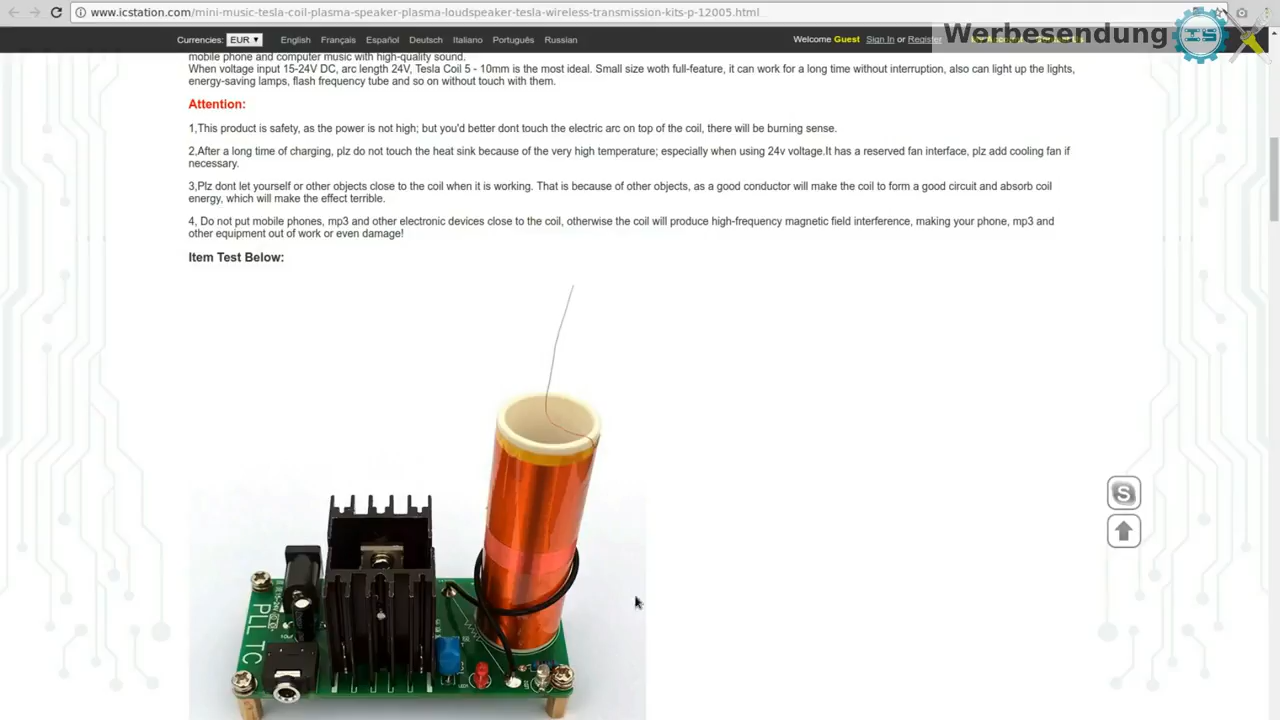 www.icstation.com/mini-music-tesla-coil-plasma-speaker-plasma-loudspeaker-tesla-wireless-transmission-kits-p-12005.html
Currencies: EUR English Français Español Deutsch Italiano Português Russian Welcome Guest Sign In or Register
Werbesendung
mobile phone and computer music with high-quality sound.
When voltage input 15-24V DC, arc length 24V, Tesla Coil 5 - 10mm is the most ideal. Small size woth full-feature, it can work for a long time without interruption, also can light up the lights,
energy-saving lamps, flash frequency tube and so on without touch with them.
Attention:
1,This product is safety, as the power is not high; but you'd better dont touch the electric arc on top of the coil, there will be burning sense.
2,After a long time of charging, plz do not touch the heat sink because of the very high temperature; especially when using 24v voltage.It has a reserved fan interface, plz add cooling fan if
necessary.
3,Plz dont let yourself or other objects close to the coil when it is working. That is because of other objects, as a good conductor will make the coil to form a good circuit and absorb coil
energy, which will make the effect terrible.
4, Do not put mobile phones, mp3 and other electronic devices close to the coil, otherwise the coil will produce high-frequency magnetic field interference, making your phone, mp3 and
other equipment out of work or even damage!
Item Test Below:
PLL TC